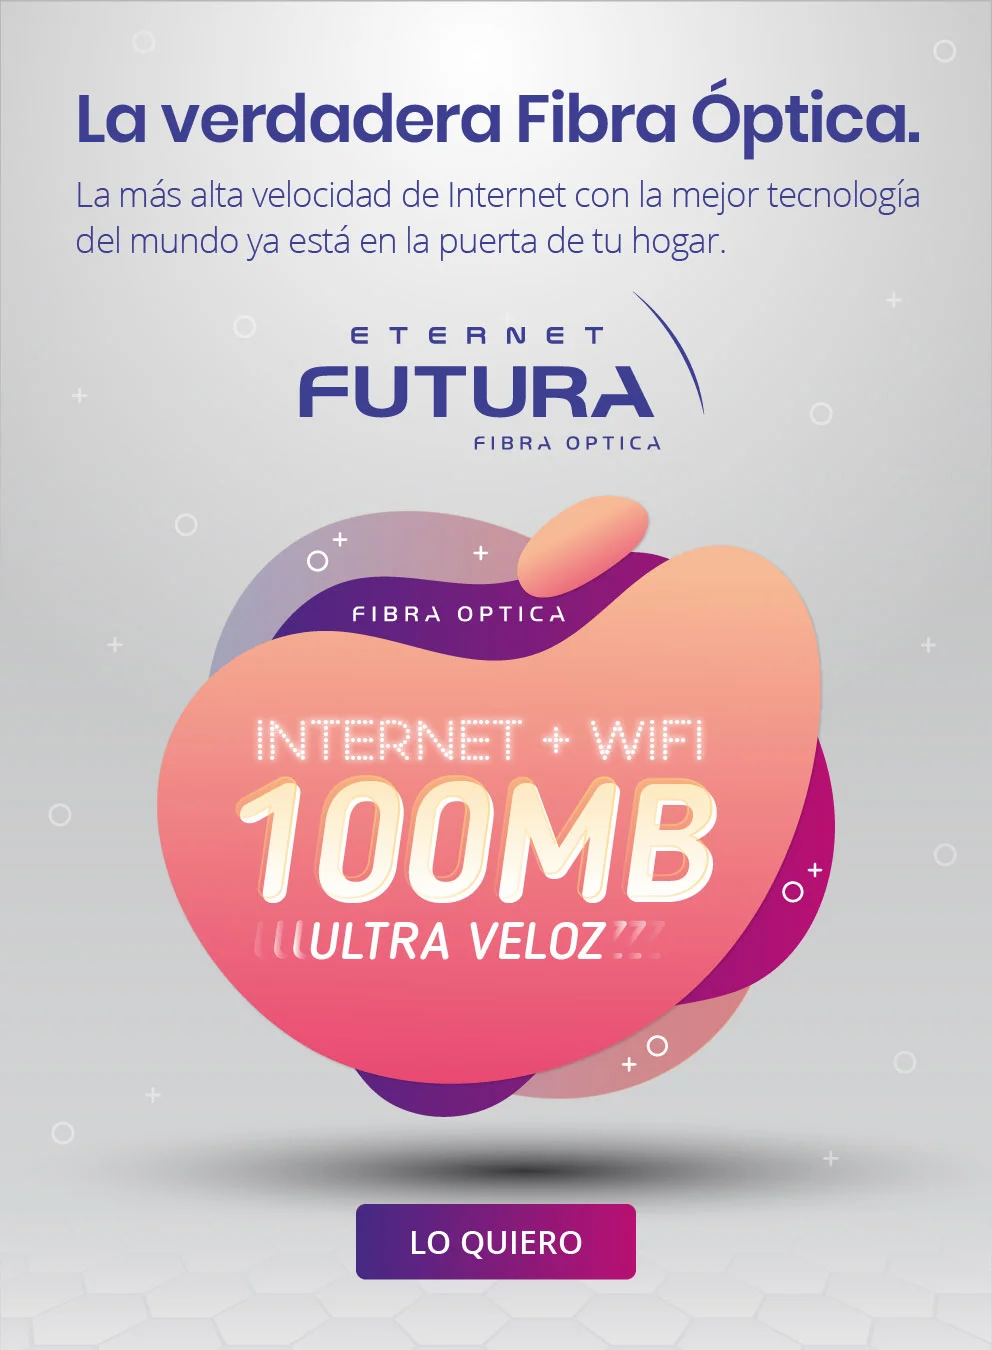 La verdadera Fibra Óptica.
La más alta velocidad de Internet con la mejor tecnología
del mundo ya está en la puerta de tu hogar.
ETERNET
FUTURA
FIBRA OPTICA
FIBRA OPTICA
INTERNET + WIFI
100MB
ULTRA VELOZ
LO QUIERO